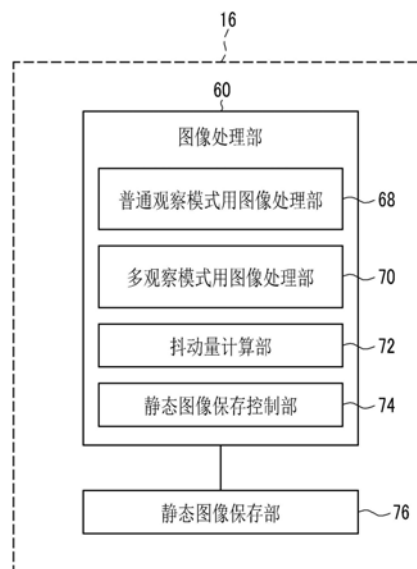 16
60
图像处理部
普通观察模式用图像处理部 68
多观察模式用图像处理部 70
抖动量计算部 72
静态图像保存控制部 74
静态图像保存部 76